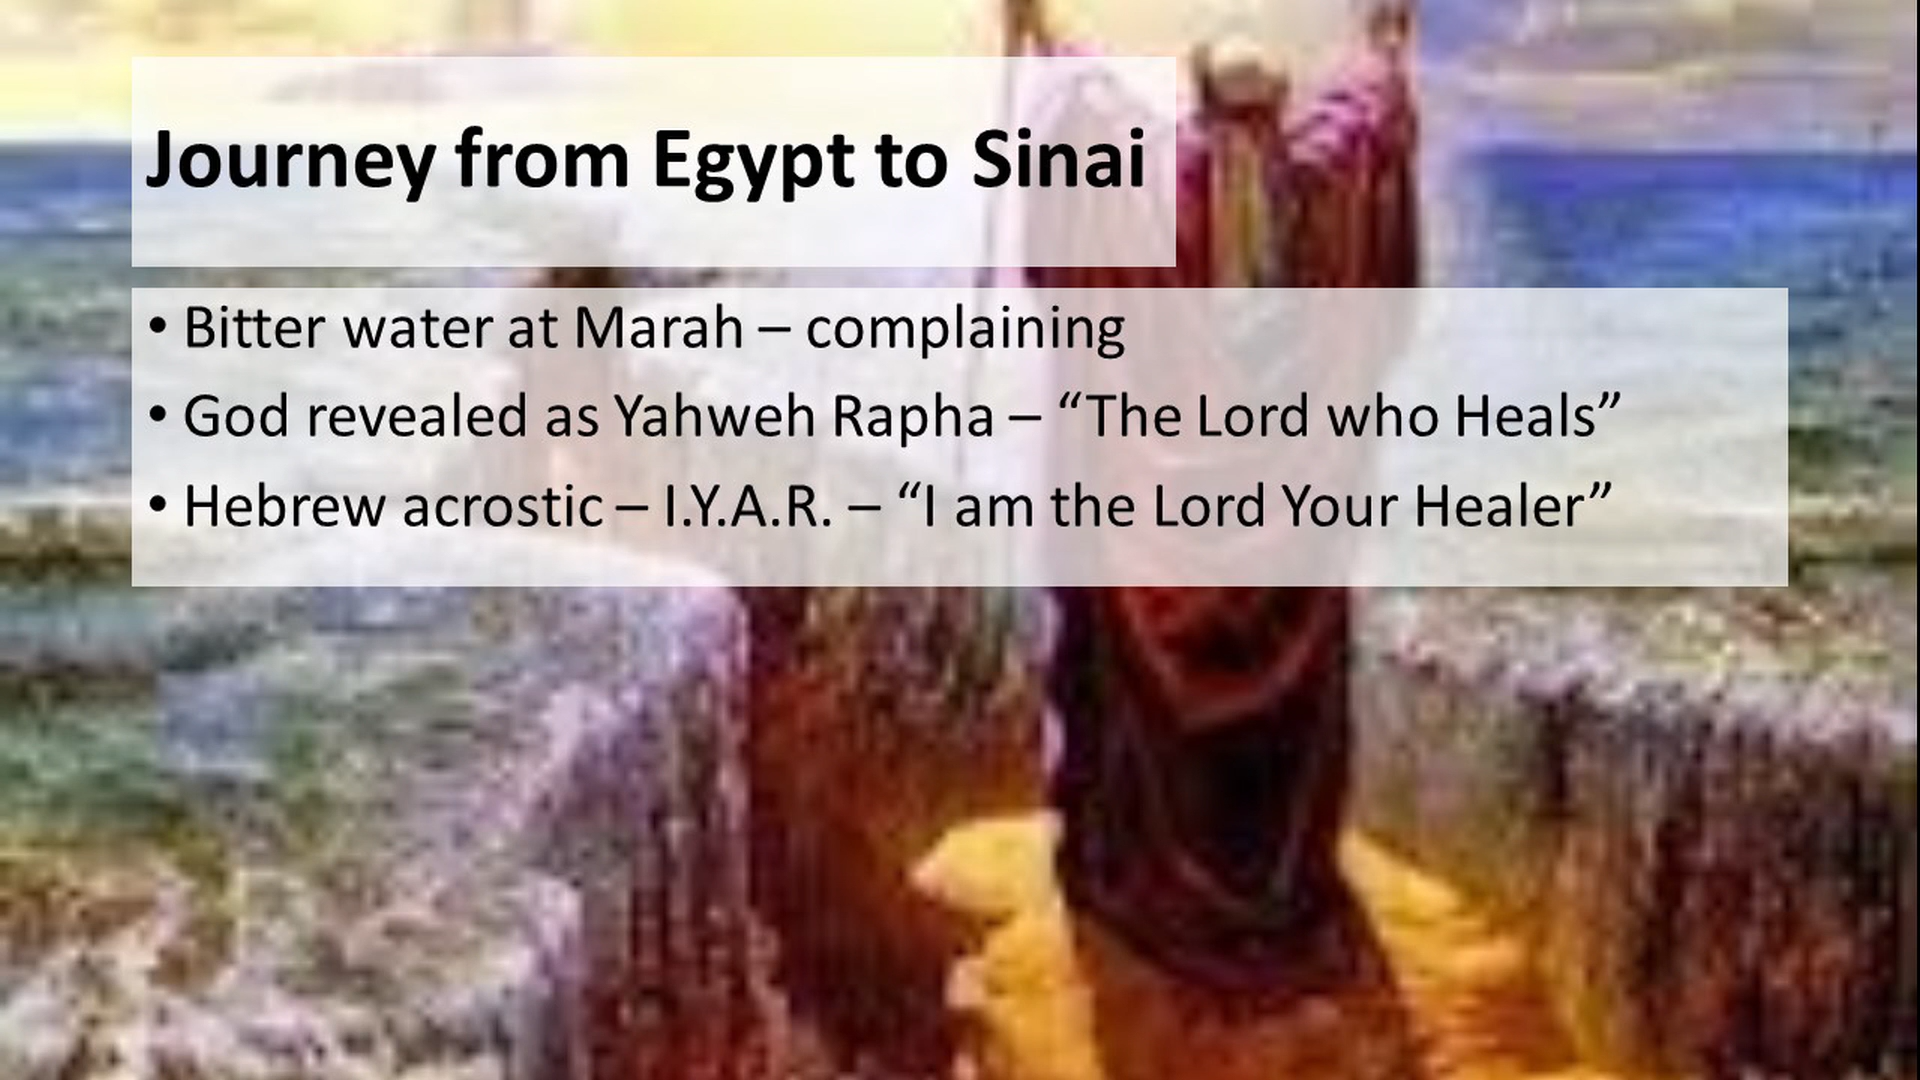 Journey from Egypt to Sinai
• Bitter water at Marah – complaining
• God revealed as Yahweh Rapha – “The Lord who Heals”
• Hebrew acrostic – I.Y.A.R. – “I am the Lord Your Healer”